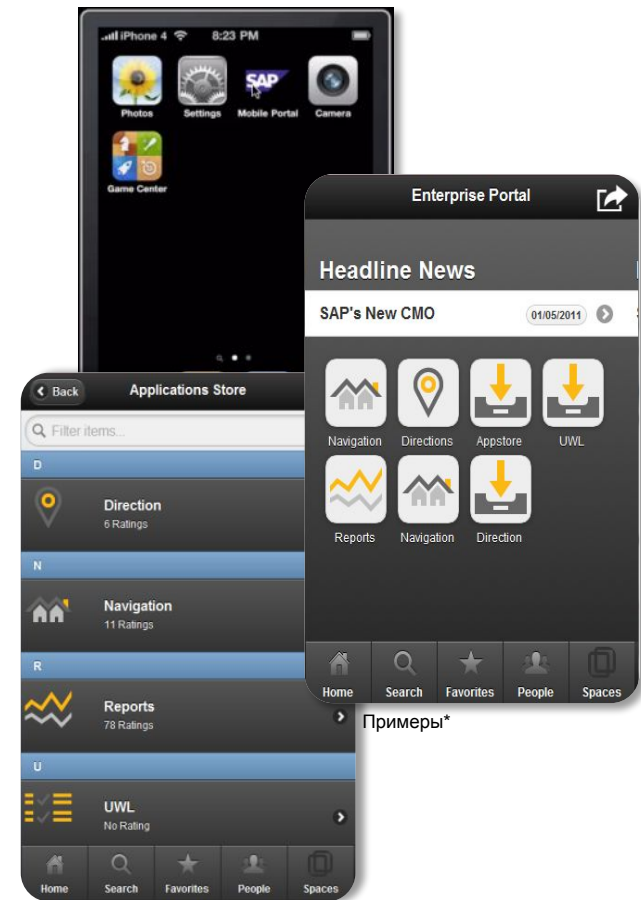 iPhone 4 8:23 PM
SAP
Photos Settings Mobile Portal Camera
Game Center
Enterprise Portal
Headline News
SAP's New CMO 01/05/2011
Navigation Directions Appstore UWL
Reports Navigation Direction
Home Search Favorites People Spaces
Примеры*
Back Applications Store
Filter items...
D
Direction
6 Ratings
N
Navigation
11 Ratings
R
Reports
78 Ratings
U
UWL
No Rating
Home Search Favorites People Spaces